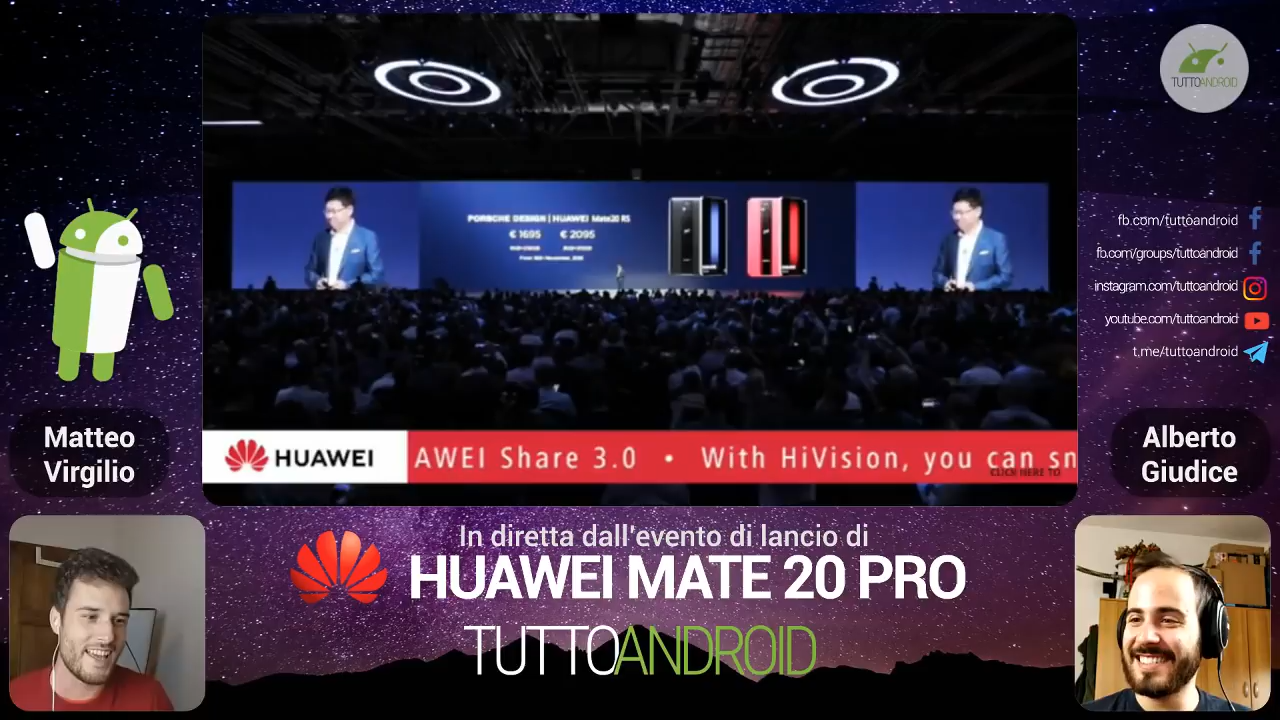 TUTTOANDROID
PORSCHE DESIGN | HUAWEI Mate20 RS
€ 1695 € 2095
fb.com/tuttoandroid
fb.com/groups/tuttoandroid
instagram.com/tuttoandroid
youtube.com/tuttoandroid
t.me/tuttoandroid
Matteo
Virgilio
Alberto
Giudice
HUAWEI
AWEI Share 3.0 • With HiVision, you can sn
CLICK HERE TO
In diretta dall'evento di lancio di
HUAWEI MATE 20 PRO
TUTTOANDROID